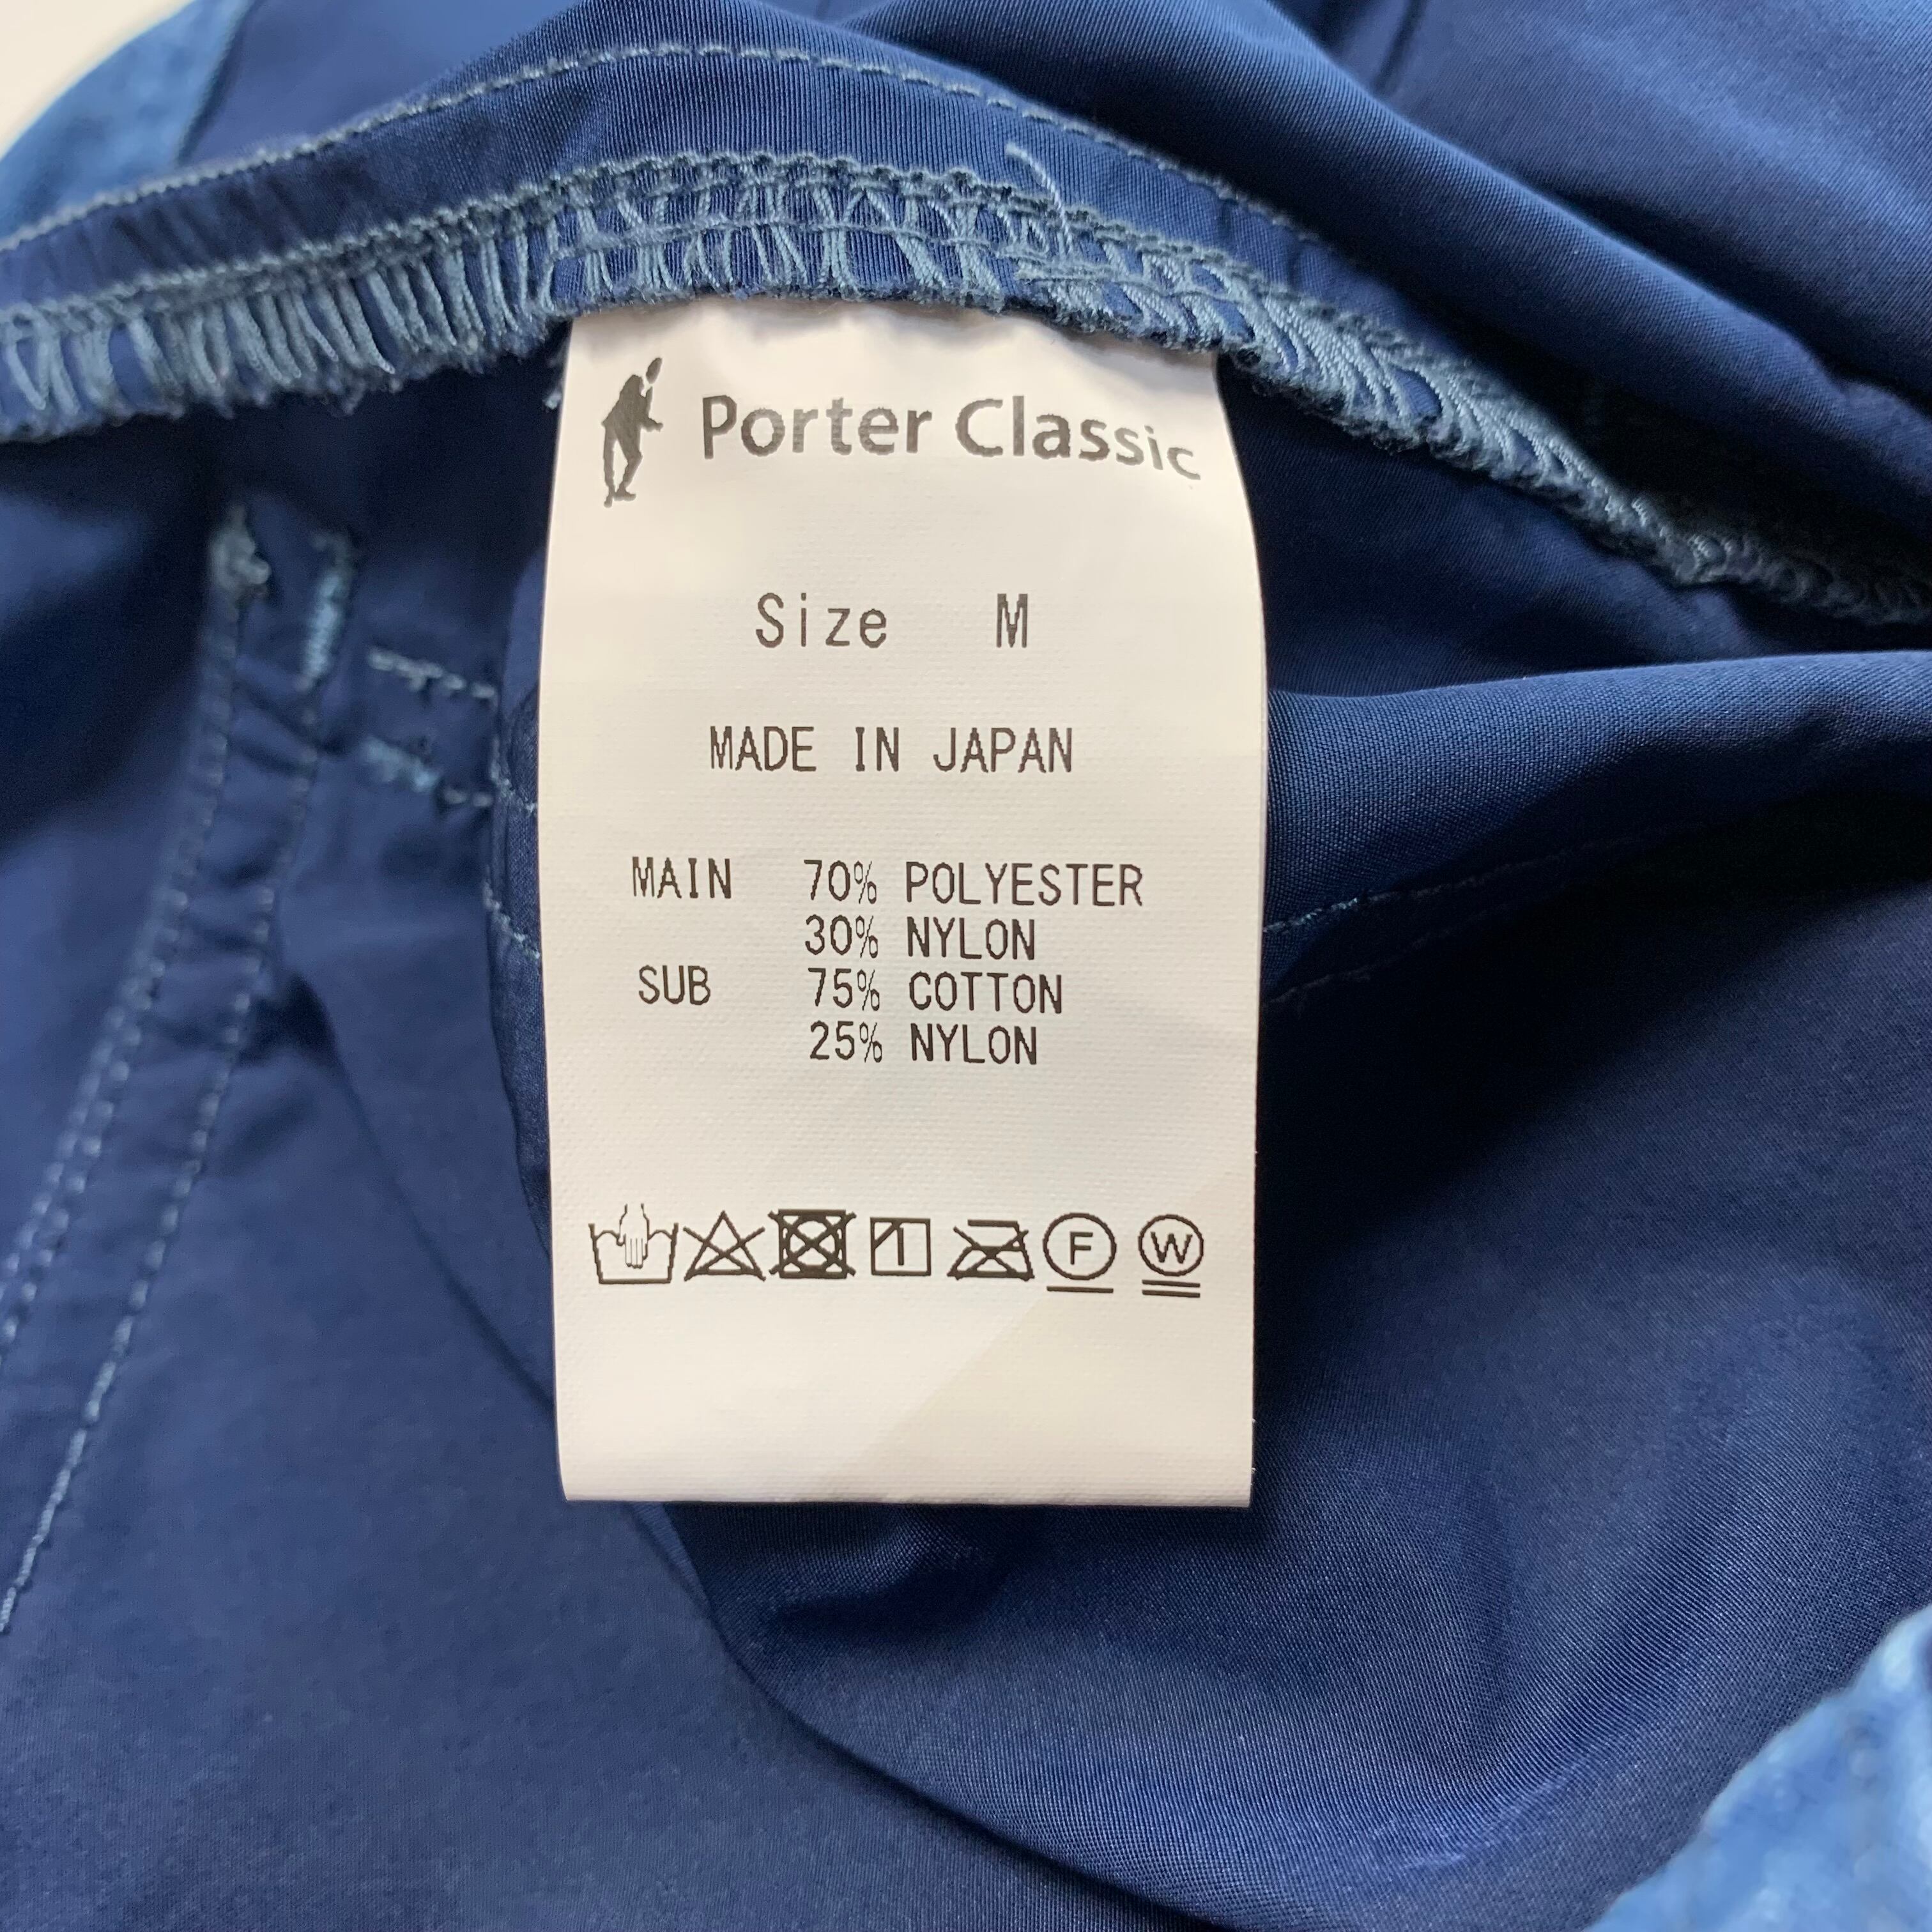 Porter Classic
Size M
MADE IN JAPAN
MAIN 70% POLYESTER
30% NYLON
SUB 75% COTTON
25% NYLON
F W